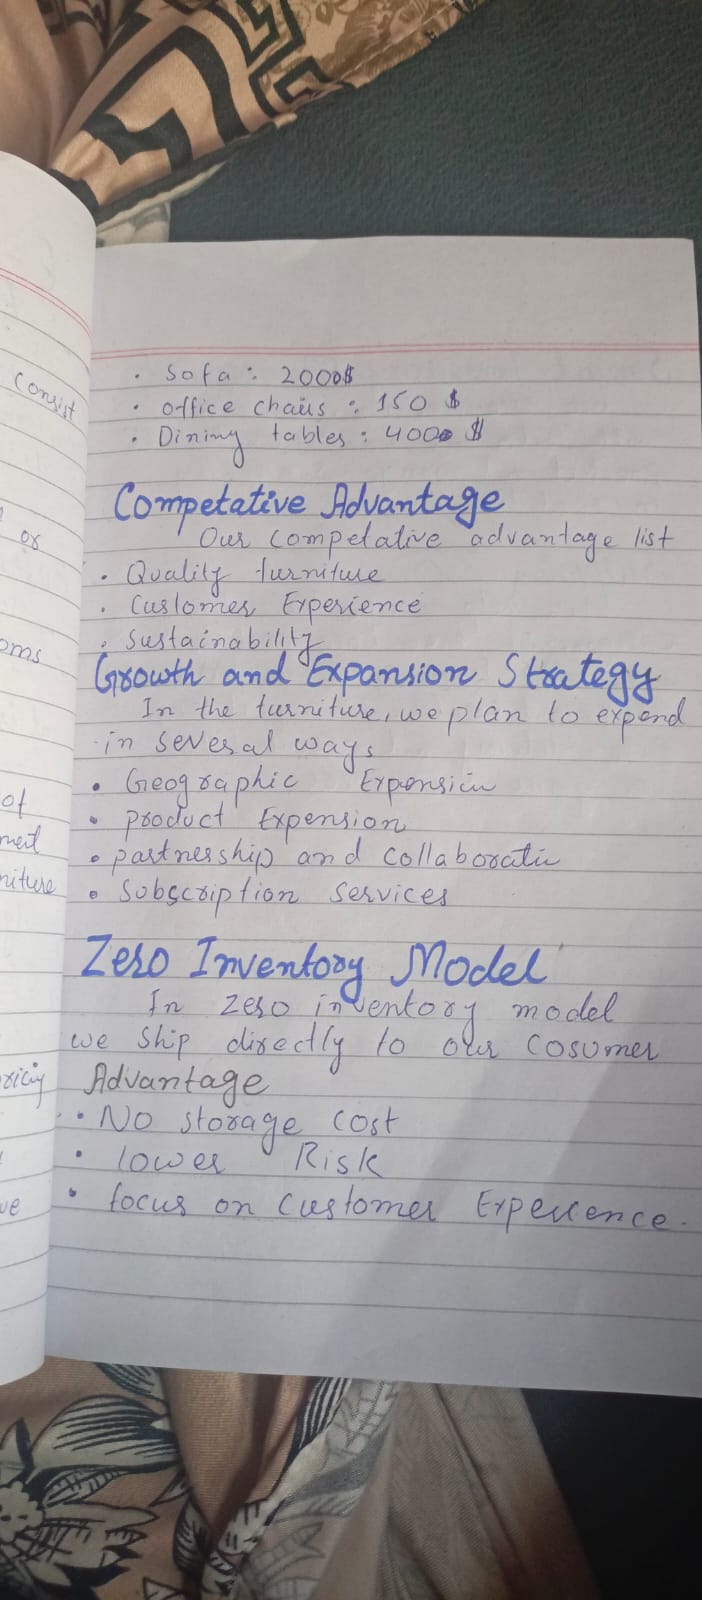 consist
or
oms
of
ment
niture
ricing
ve
• Sofa : 2000$
• office chairs : 150 $
• Dining tables : 4000 $
Competative Advantage
Our competative advantage list
• Quality furniture
• Customer Experience
• Sustainability
Growth and Expansion Strategy
In the furniture, we plan to expend
in several ways
• Geographic Expension
• product Expension
• partnership and collaboratin
• Subscription services
Zero Inventory Model
In zero inventory model
we ship directly to our cosumer
Advantage
• No storage cost
• lower Risk
• focus on customer Experence.